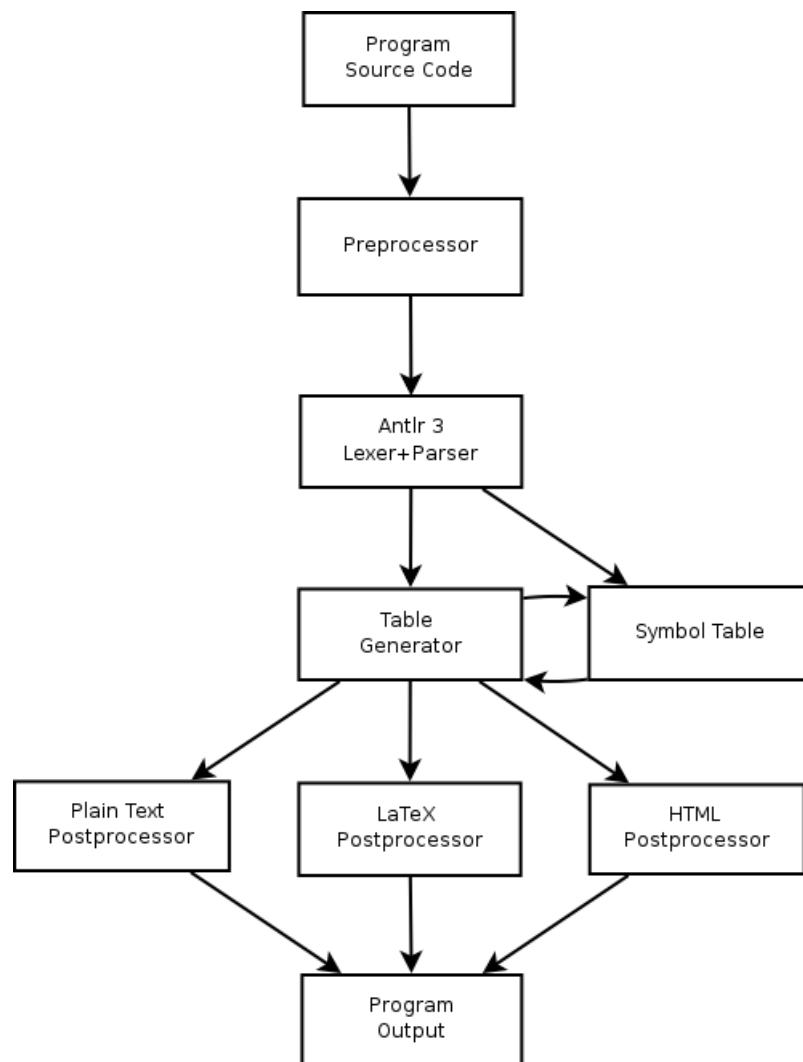 Program
Source Code
Preprocessor
Antlr 3
Lexer+Parser
Table
Generator
Symbol Table
Plain Text
Postprocessor
LaTeX
Postprocessor
HTML
Postprocessor
Program
Output